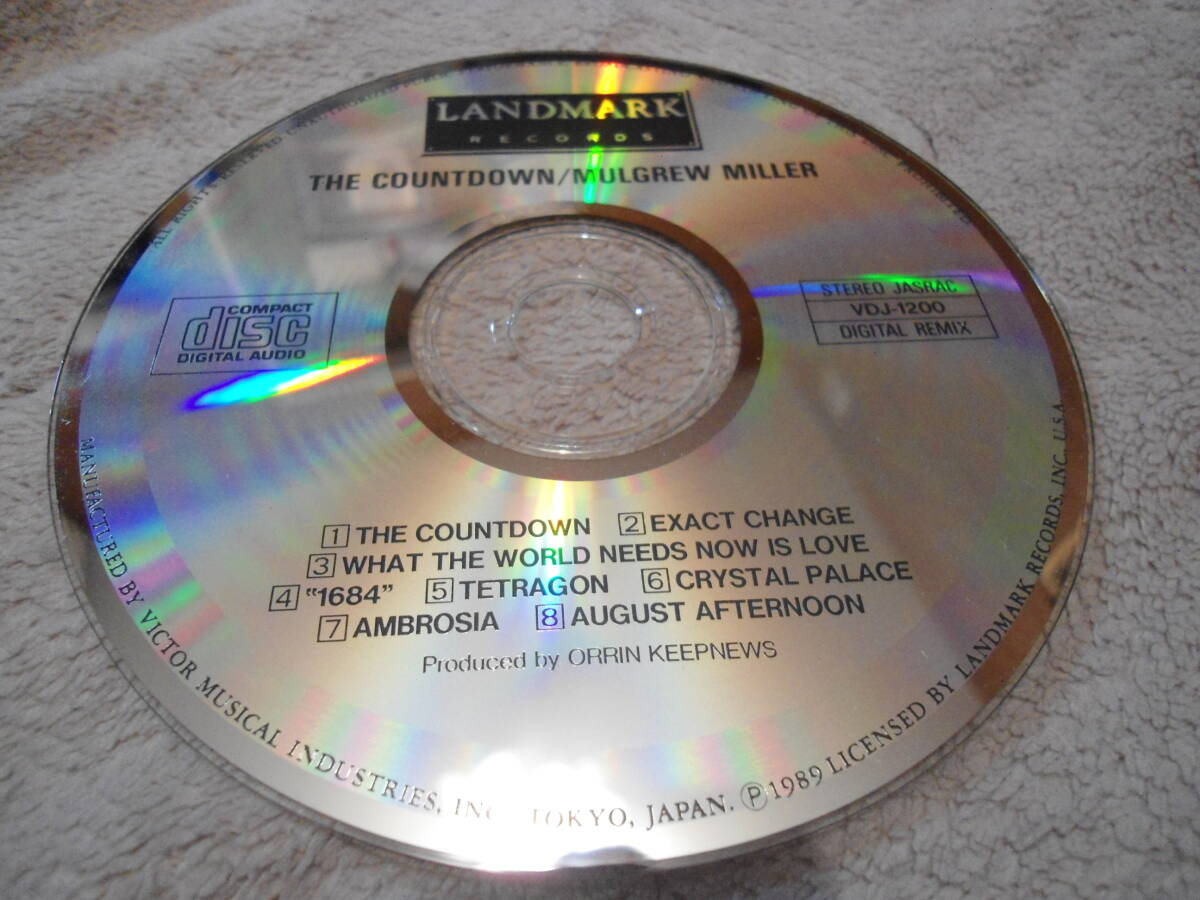 LANDMARK
RECORDS
THE COUNTDOWN/MULGREW MILLER
COMPACT
disc
DIGITAL AUDIO
STEREO JASRAC
VDJ-1200
DIGITAL REMIX
1 THE COUNTDOWN 2 EXACT CHANGE
3 WHAT THE WORLD NEEDS NOW IS LOVE
4 "1684" 5 TETRAGON 6 CRYSTAL PALACE
7 AMBROSIA 8 AUGUST AFTERNOON
Produced by ORRIN KEEPNEWS
MANUFACTURED BY VICTOR MUSICAL INDUSTRIES, INC. TOKYO, JAPAN. Ⓟ1989 LICENSED BY LANDMARK RECORDS, INC. U.S.A.
ALL RIGHTS